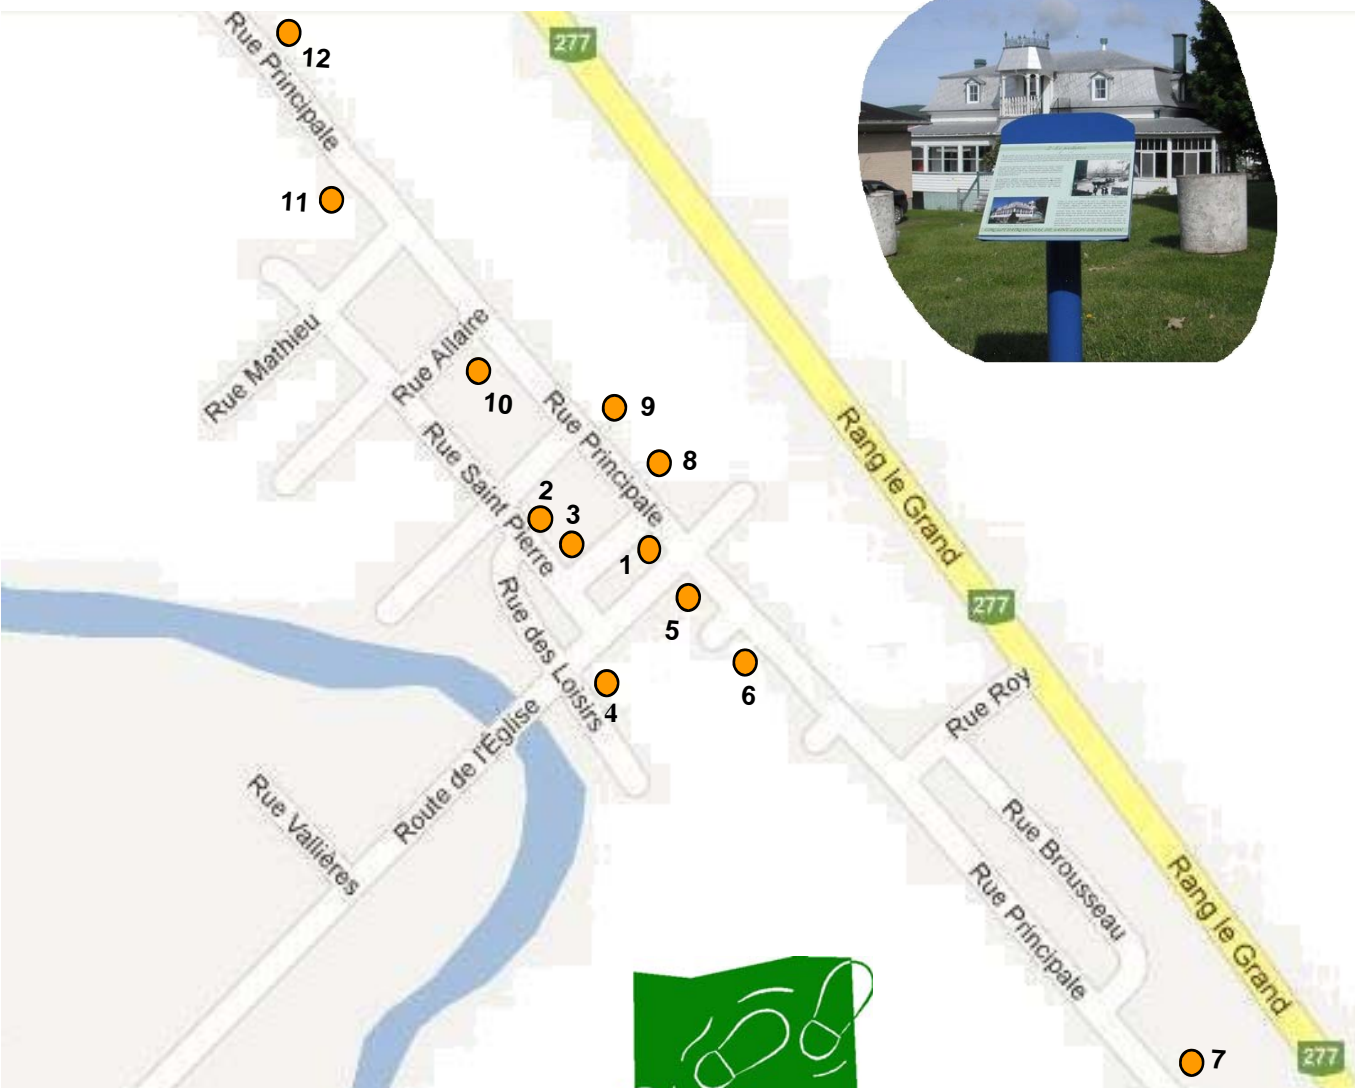 277
Rue Principale
12
11
Rue Mathieu
Rue Allaire
10
Rue Principale
9
8
Rue Saint Pierre
2
3
1
Rang le Grand
277
5
Rue des Loisirs
6
4
Rue Roy
Route de l'Église
Rue Vallières
Rue Brousseau
Rue Principale
Rang le Grand
7
277